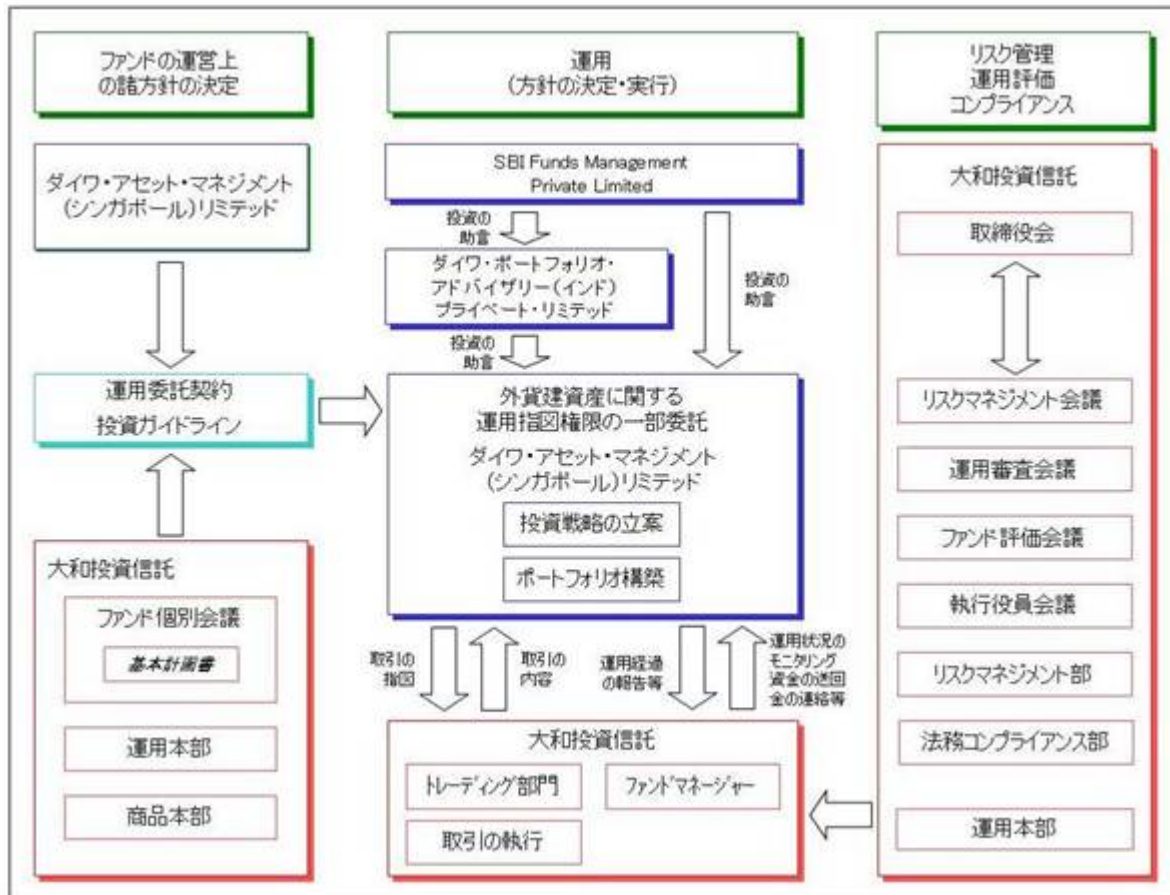 ファンドの運営上
の諸方針の決定
ダイワ・アセット・マネジメント
(シンガポール)リミテッド
運用委託契約
投資ガイドライン
大和投資信託
ファンド個別会議
基本計画書
運用本部
商品本部
運用
(方針の決定・実行)
SBI Funds Management
Private Limited
投資の
助言
ダイワ・ポートフォリオ・
アドバイザリー(インド)
プライベート・リミテッド
投資の
助言
投資の
助言
外貨建資産に関する
運用指図権限の一部委託
ダイワ・アセット・マネジメント
(シンガポール)リミテッド
投資戦略の立案
ポートフォリオ構築
取引の
指図
取引の
内容
運用経過
の報告等
運用状況の
モニタリング
資金の送回
金の連絡等
大和投資信託
トレーディング部門
ファンドマネージャー
取引の執行
リスク管理
運用評価
コンプライアンス
大和投資信託
取締役会
リスクマネジメント会議
運用審査会議
ファンド評価会議
執行役員会議
リスクマネジメント部
法務コンプライアンス部
運用本部